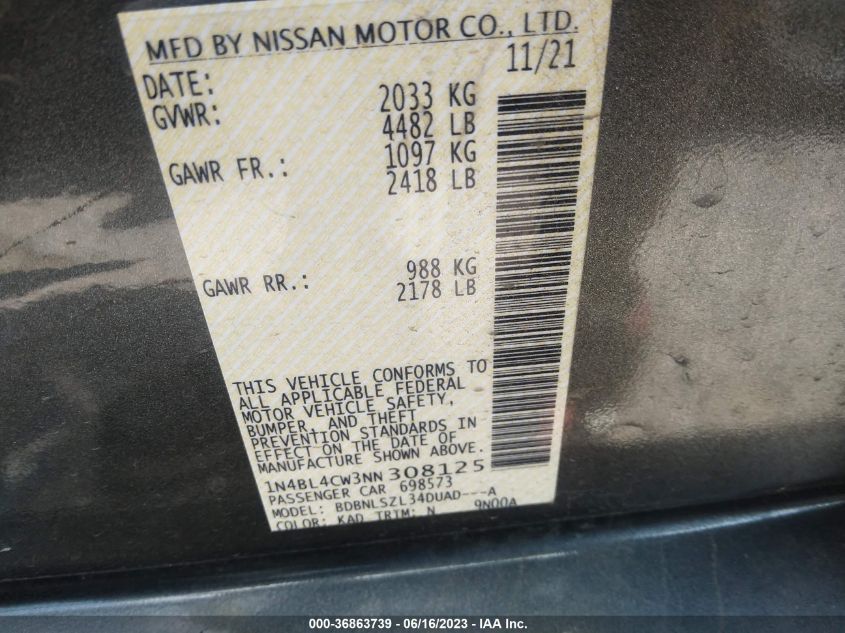 MFD BY NISSAN MOTOR CO., LTD.
DATE: 11/21
GVWR: 2033 KG
4482 LB
GAWR FR.: 1097 KG
2418 LB
GAWR RR.: 988 KG
2178 LB
THIS VEHICLE CONFORMS TO
ALL APPLICABLE FEDERAL
MOTOR VEHICLE SAFETY,
BUMPER, AND THEFT
PREVENTION STANDARDS IN
EFFECT ON THE DATE OF
MANUFACTURE SHOWN ABOVE.
1N4BL4CW3NN308125
PASSENGER CAR 698573
MODEL: BDBNLSZL34DUAD---A
COLOR: KAD TRIM: N 9N00A
000-36863739 - 06/16/2023 - IAA Inc.